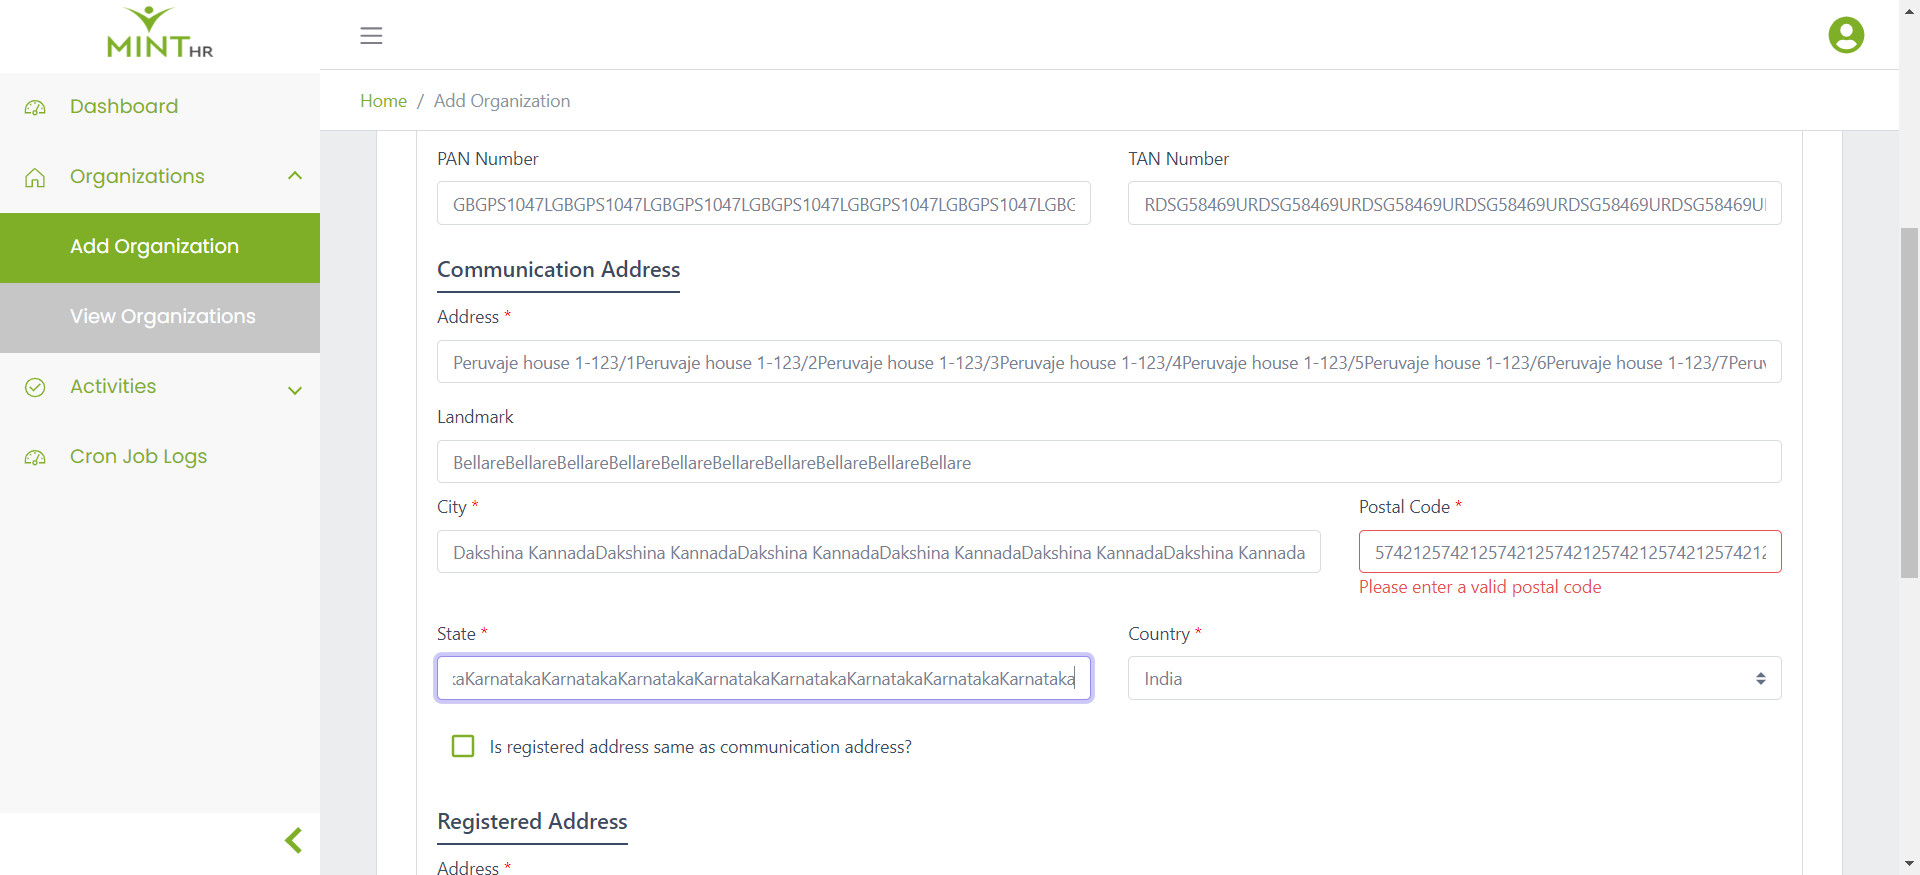 MINTHR
Dashboard
Organizations
Add Organization
View Organizations
Activities
Cron Job Logs
Home / Add Organization
PAN Number
TAN Number
GBGPS1047LGBGPS1047LGBGPS1047LGBGPS1047LGBGPS1047LGBGPS1047LGBG
RDSG58469URDSG58469URDSG58469URDSG58469URDSG58469URDSG58469U
Communication Address
Address *
Peruvaje house 1-123/1Peruvaje house 1-123/2Peruvaje house 1-123/3Peruvaje house 1-123/4Peruvaje house 1-123/5Peruvaje house 1-123/6Peruvaje house 1-123/7Peruv
Landmark
BellareBellareBellareBellareBellareBellareBellareBellareBellareBellare
City *
Postal Code *
Dakshina KannadaDakshina KannadaDakshina KannadaDakshina KannadaDakshina KannadaDakshina Kannada
574212574212574212574212574212574212574212
Please enter a valid postal code
State *
Country *
kaKarnatakaKarnatakaKarnatakaKarnatakaKarnatakaKarnatakaKarnatakaKarnataka
India
Is registered address same as communication address?
Registered Address
Address *